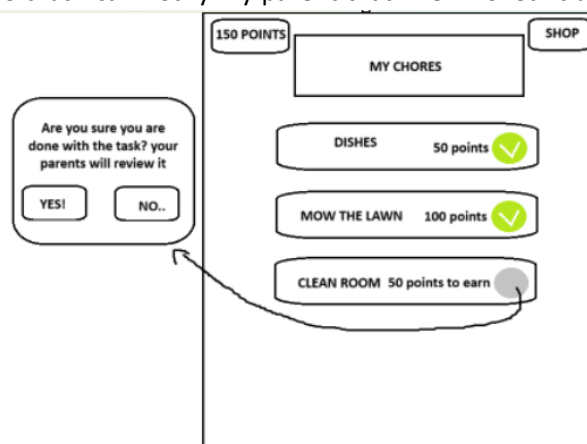 150 POINTS
SHOP
MY CHORES
Are you sure you are
done with the task? your
parents will review it
YES!
NO..
DISHES 50 points
MOW THE LAWN 100 points
CLEAN ROOM 50 points to earn